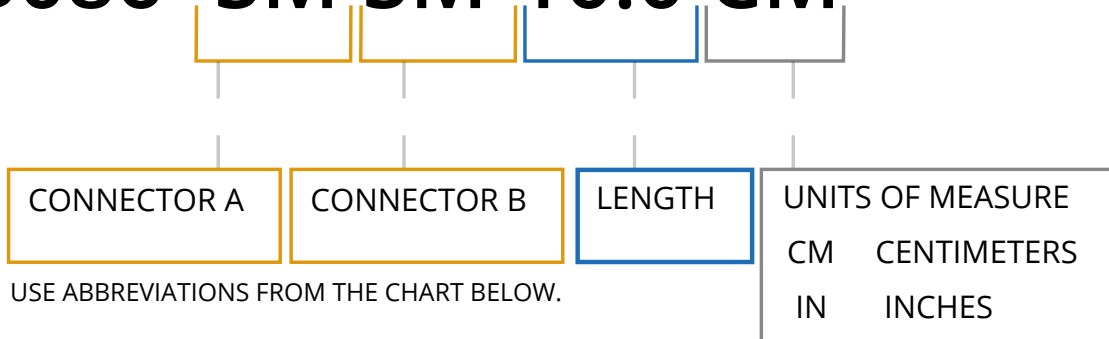 CONNECTOR A CONNECTOR B LENGTH UNITS OF MEASURE
CM CENTIMETERS
USE ABBREVIATIONS FROM THE CHART BELOW.
IN INCHES